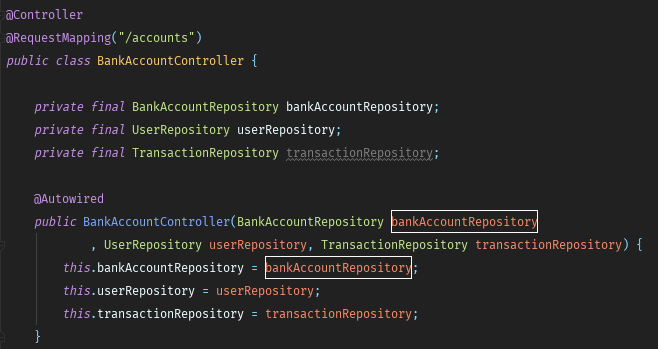 @Controller
@RequestMapping("/accounts")
public class BankAccountController {
private final BankAccountRepository bankAccountRepository;
private final UserRepository userRepository;
private final TransactionRepository transactionRepository;
@Autowired
public BankAccountController(BankAccountRepository bankAccountRepository
, UserRepository userRepository, TransactionRepository transactionRepository) {
this.bankAccountRepository = bankAccountRepository;
this.userRepository = userRepository;
this.transactionRepository = transactionRepository;
}